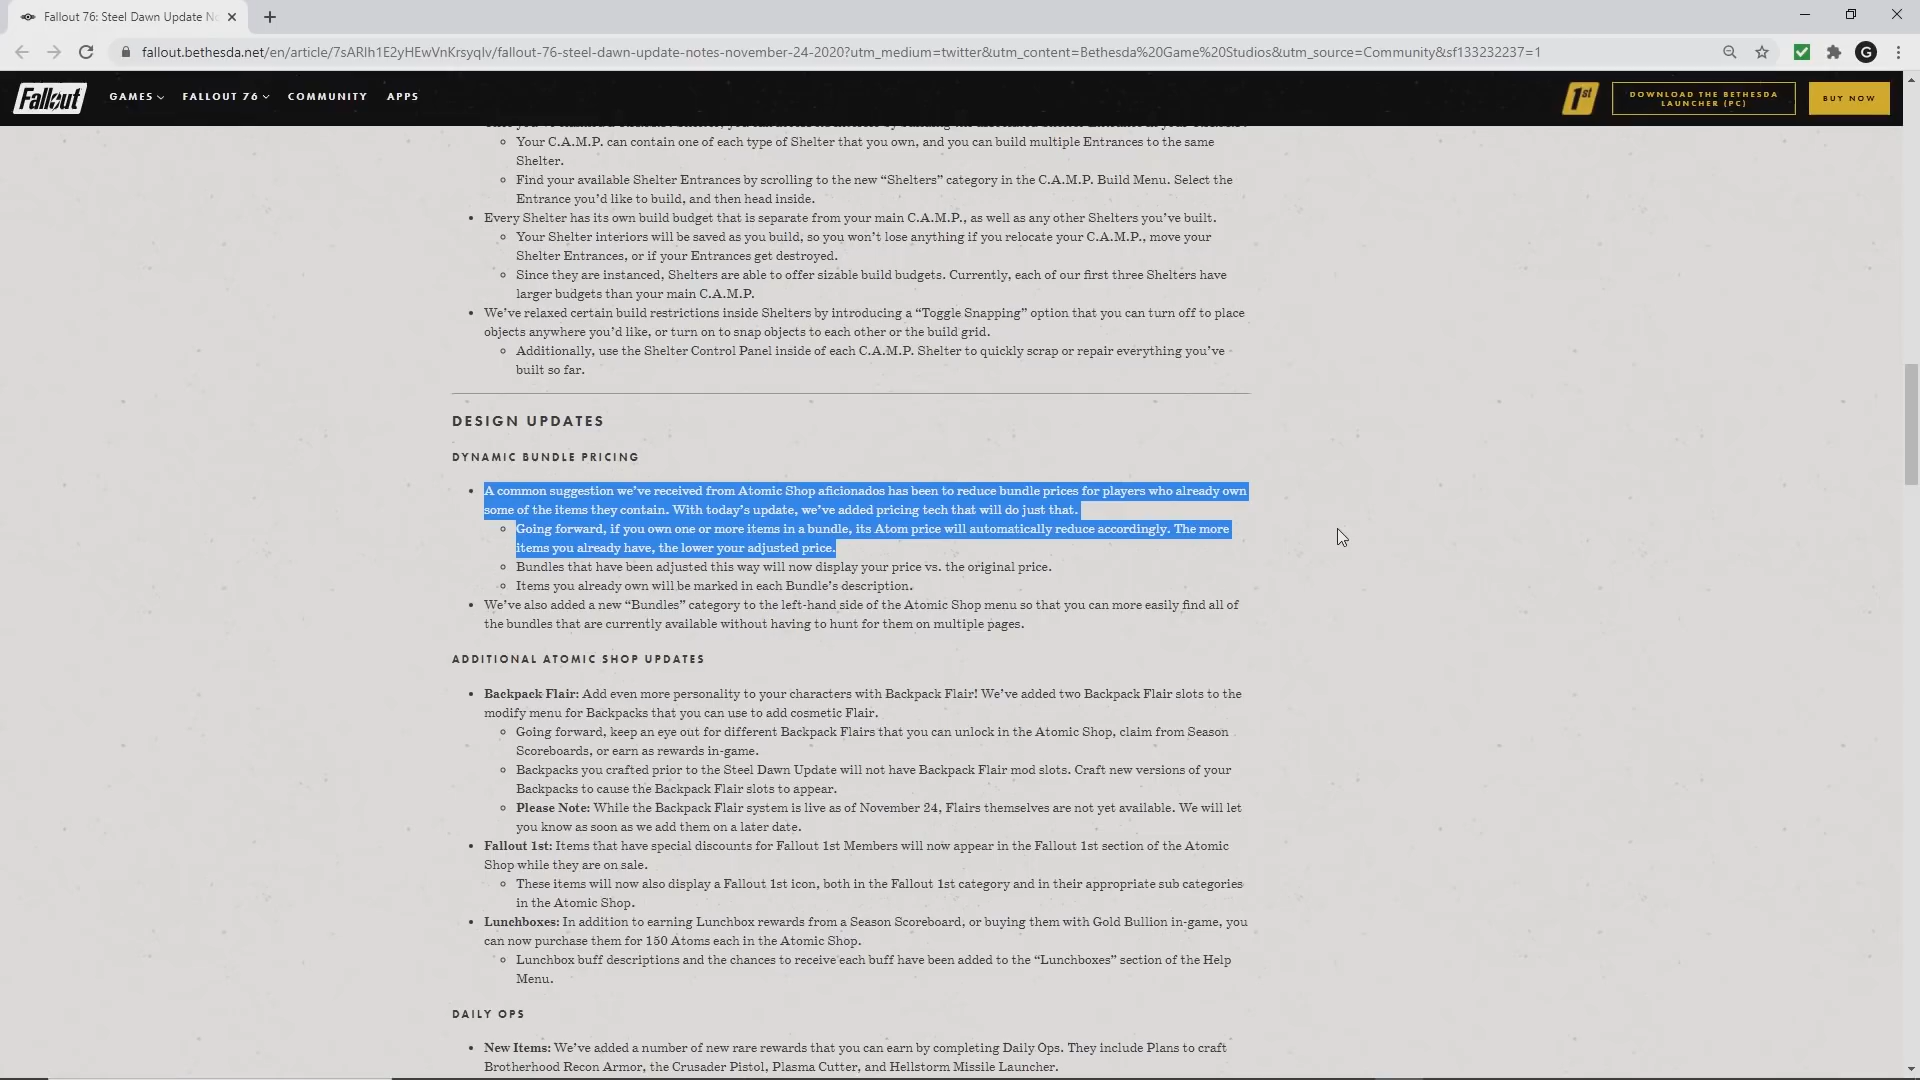 Fallout 76: Steel Dawn Update No
fallout.bethesda.net/en/article/7sARlh1E2yHEwVnKrsyqlv/fallout-76-steel-dawn-update-notes-november-24-2020?utm_medium=twitter&utm_content=Bethesda%20Game%20Studios&utm_source=Community&sf133232237=1
G
Fallout
GAMES
FALLOUT 76
COMMUNITY
APPS
1st
DOWNLOAD THE BETHESDA
LAUNCHER (PC)
BUY NOW
Your C.A.M.P. can contain one of each type of Shelter that you own, and you can build multiple Entrances to the same
Shelter.
Find your available Shelter Entrances by scrolling to the new “Shelters” category in the C.A.M.P. Build Menu. Select the
Entrance you’d like to build, and then head inside.
Every Shelter has its own build budget that is separate from your main C.A.M.P., as well as any other Shelters you’ve built.
Your Shelter interiors will be saved as you build, so you won’t lose anything if you relocate your C.A.M.P., move your
Shelter Entrances, or if your Entrances get destroyed.
Since they are instanced, Shelters are able to offer sizable build budgets. Currently, each of our first three Shelters have
larger budgets than your main C.A.M.P.
We’ve relaxed certain build restrictions inside Shelters by introducing a “Toggle Snapping” option that you can turn off to place
objects anywhere you’d like, or turn on to snap objects to each other or the build grid.
Additionally, use the Shelter Control Panel inside of each C.A.M.P. Shelter to quickly scrap or repair everything you’ve
built so far.
DESIGN UPDATES
DYNAMIC BUNDLE PRICING
A common suggestion we’ve received from Atomic Shop aficionados has been to reduce bundle prices for players who already own
some of the items they contain. With today’s update, we’ve added pricing tech that will do just that.
Going forward, if you own one or more items in a bundle, its Atom price will automatically reduce accordingly. The more
items you already have, the lower your adjusted price.
Bundles that have been adjusted this way will now display your price vs. the original price.
Items you already own will be marked in each Bundle’s description.
We’ve also added a new “Bundles” category to the left-hand side of the Atomic Shop menu so that you can more easily find all of
the bundles that are currently available without having to hunt for them on multiple pages.
ADDITIONAL ATOMIC SHOP UPDATES
Backpack Flair: Add even more personality to your characters with Backpack Flair! We’ve added two Backpack Flair slots to the
modify menu for Backpacks that you can use to add cosmetic Flair.
Going forward, keep an eye out for different Backpack Flairs that you can unlock in the Atomic Shop, claim from Season
Scoreboards, or earn as rewards in-game.
Backpacks you crafted prior to the Steel Dawn Update will not have Backpack Flair mod slots. Craft new versions of your
Backpacks to cause the Backpack Flair slots to appear.
Please Note: While the Backpack Flair system is live as of November 24, Flairs themselves are not yet available. We will let
you know as soon as we add them on a later date.
Fallout 1st: Items that have special discounts for Fallout 1st Members will now appear in the Fallout 1st section of the Atomic
Shop while they are on sale.
These items will now also display a Fallout 1st icon, both in the Fallout 1st category and in their appropriate sub categories
in the Atomic Shop.
Lunchboxes: In addition to earning Lunchbox rewards from a Season Scoreboard, or buying them with Gold Bullion in-game, you
can now purchase them for 150 Atoms each in the Atomic Shop.
Lunchbox buff descriptions and the chances to receive each buff have been added to the “Lunchboxes” section of the Help
Menu.
DAILY OPS
New Items: We’ve added a number of new rare rewards that you can earn by completing Daily Ops. They include Plans to craft
Brotherhood Recon Armor, the Crusader Pistol, Plasma Cutter, and Hellstorm Missile Launcher.